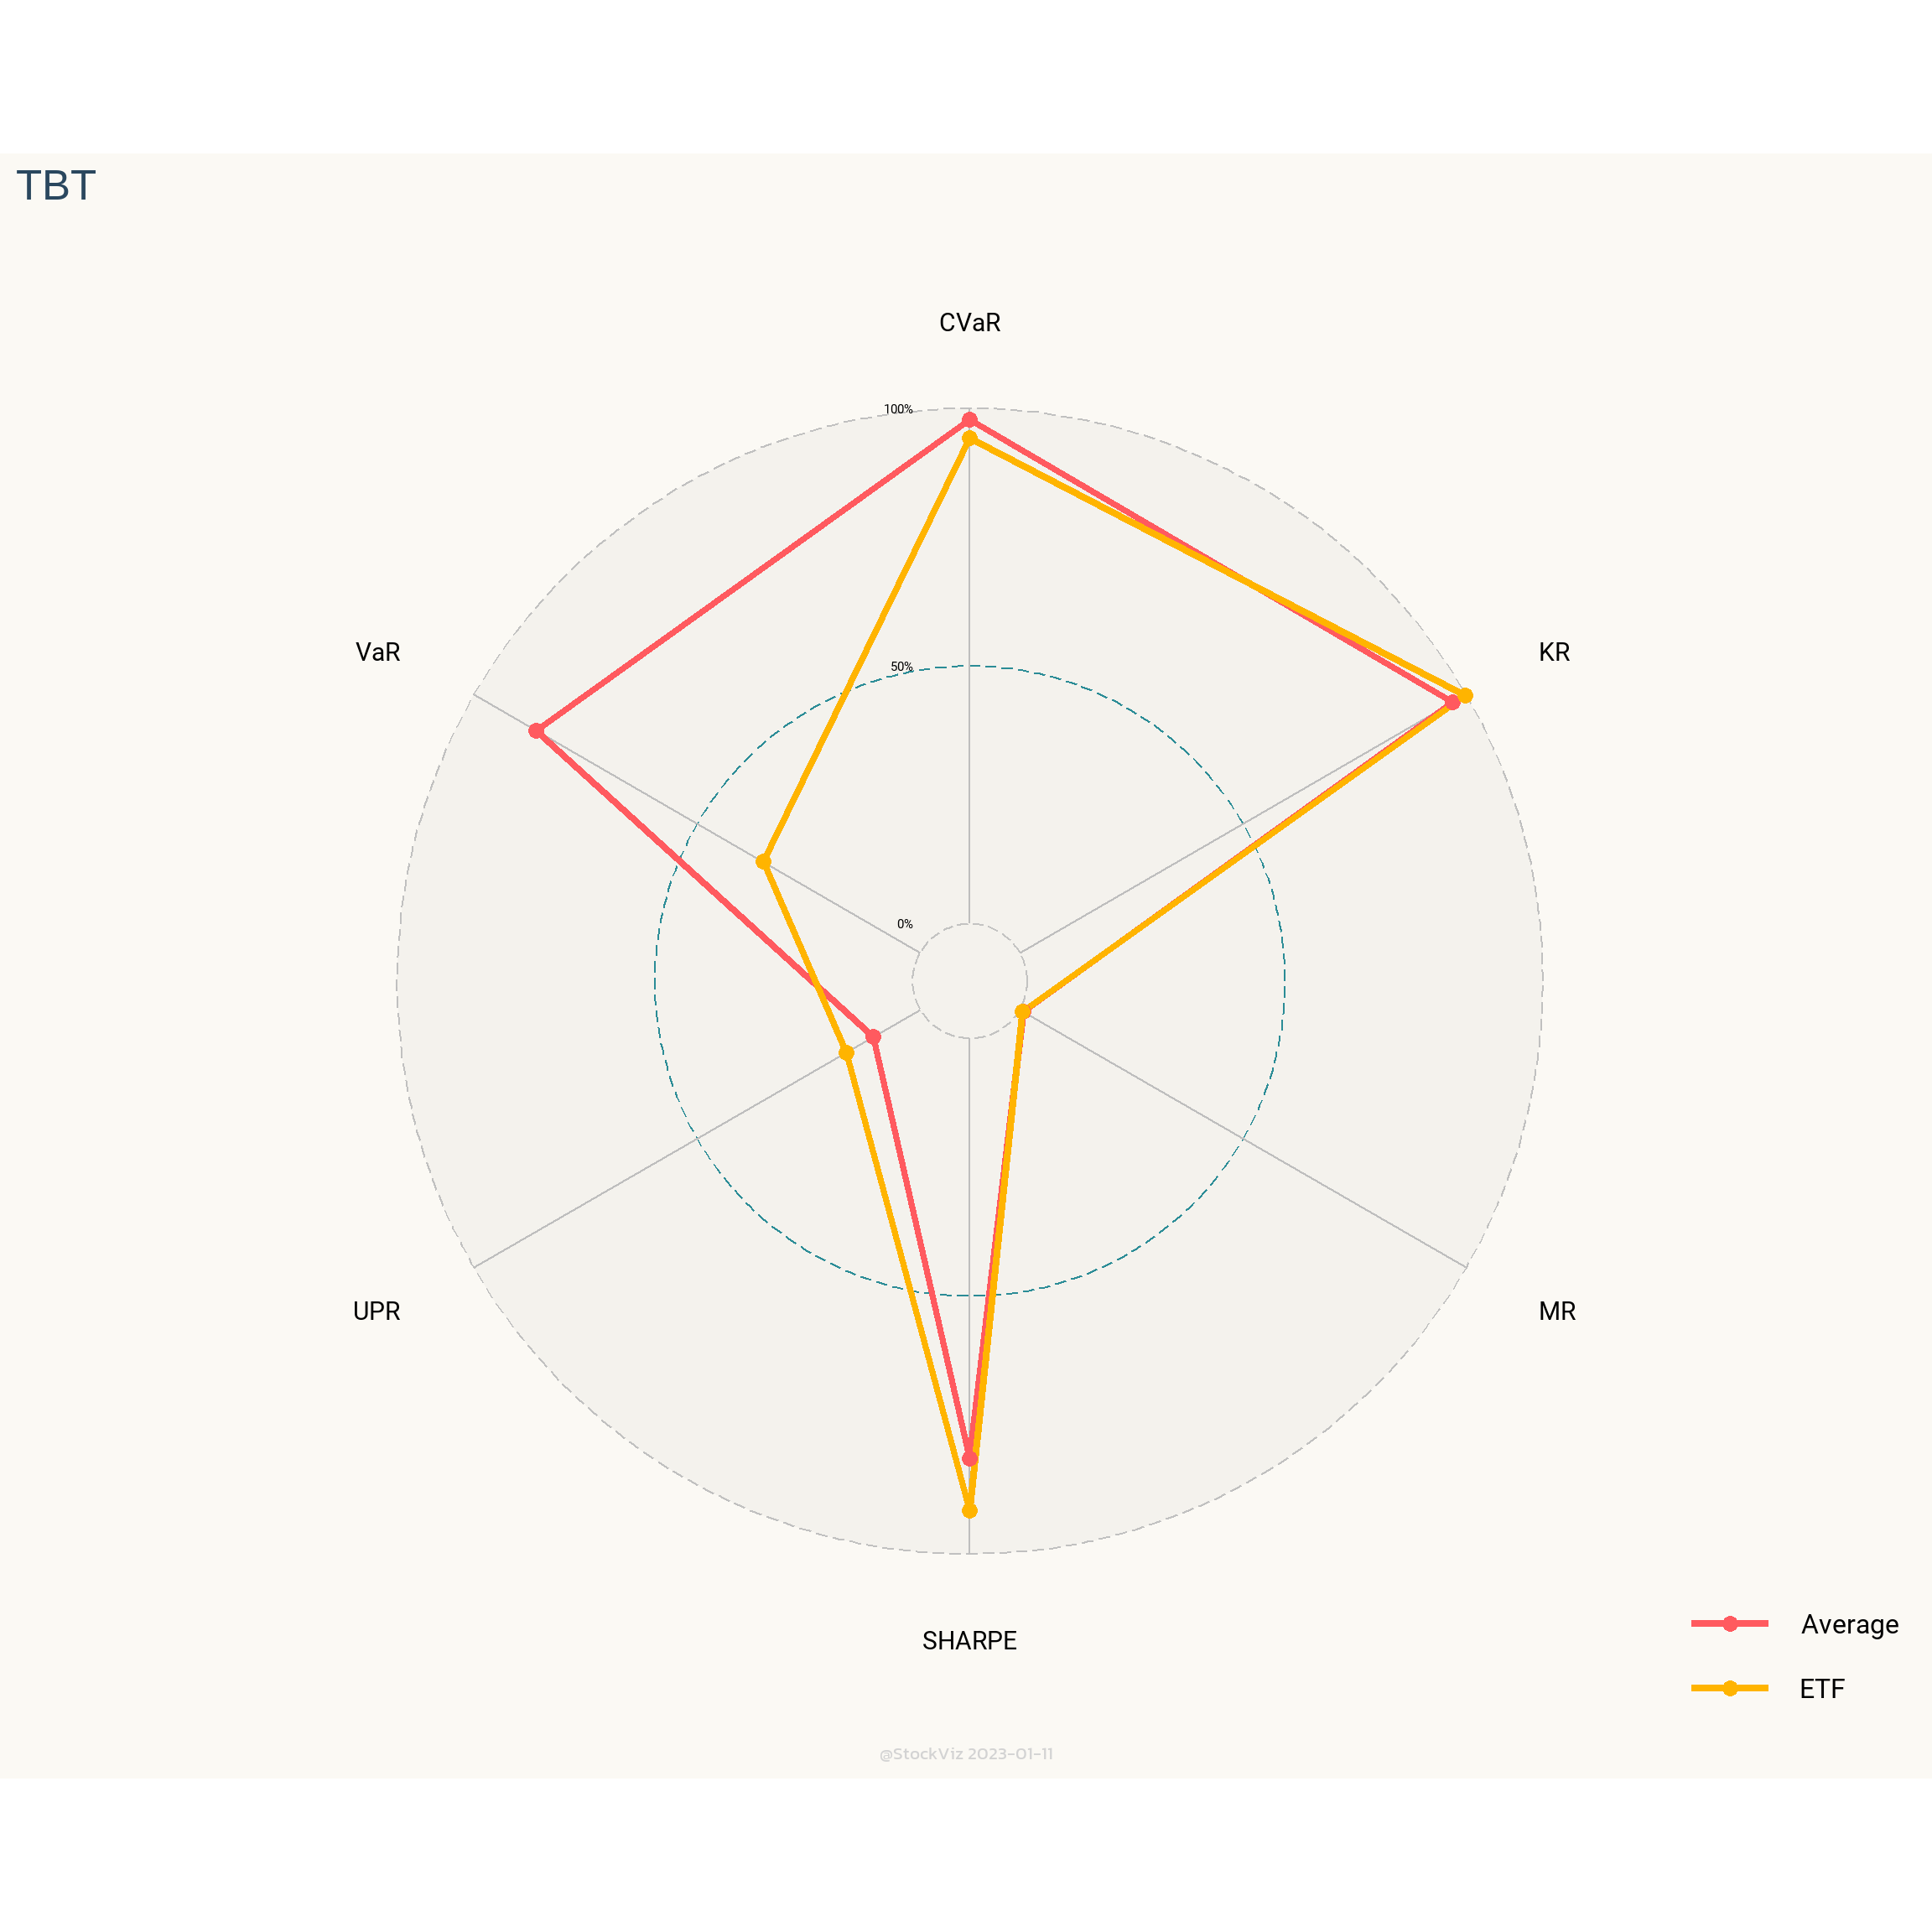 TBT
CVaR
100%
KR
VaR
50%
0%
UPR
MR
SHARPE
Average
ETF
@StockViz 2023-01-11